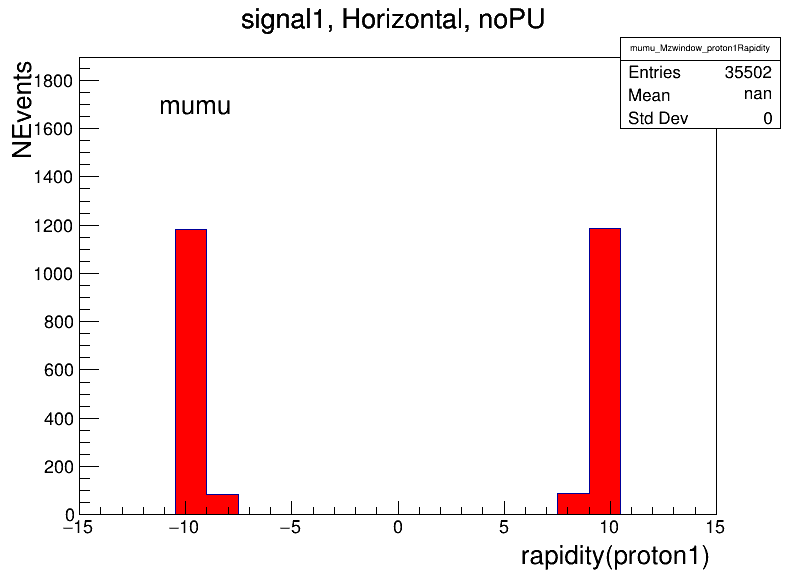 signal1, Horizontal, noPU
mumu_Mzwindow_proton1Rapidity
Entries 35502
Mean nan
Std Dev 0
NEvents
mumu
1800
1600
1400
1200
1000
800
600
400
200
0
−15 −10 −5 0 5 10 15
rapidity(proton1)